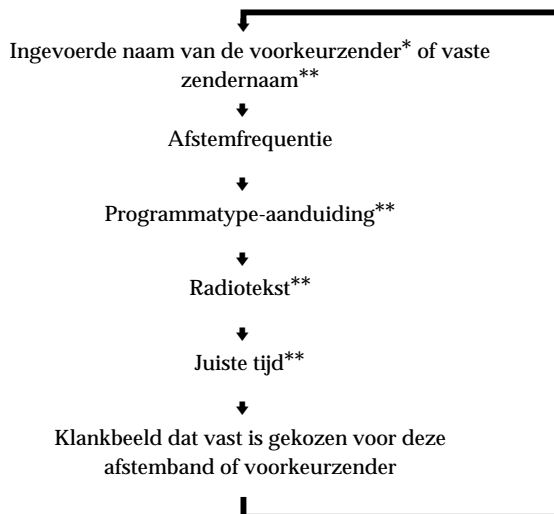 Ingevoerde naam van de voorkeurzender* of vaste
zendernaam**
Afstemfrequentie
Programmatype-aanduiding**
Radiotekst**
Juiste tijd**
Klankbeeld dat vast is gekozen voor deze
afstemband of voorkeurzender